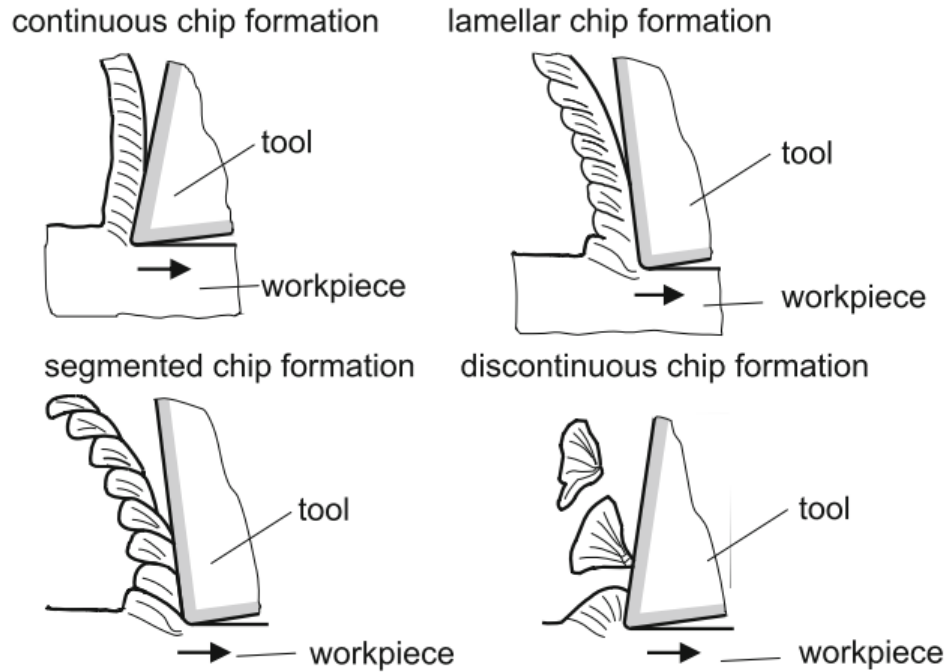 continuous chip formation
lamellar chip formation
tool
tool
workpiece
workpiece
segmented chip formation
discontinuous chip formation
tool
tool
workpiece
workpiece